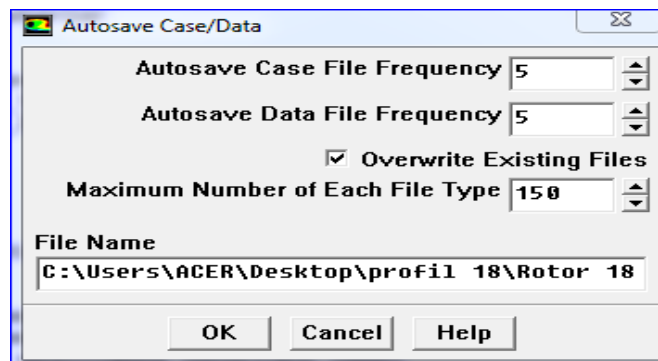 Autosave Case/Data
Autosave Case File Frequency 5
Autosave Data File Frequency 5
Overwrite Existing Files
Maximum Number of Each File Type 150
File Name
C:\Users\ACER\Desktop\profil 18\Rotor 18
OK Cancel Help